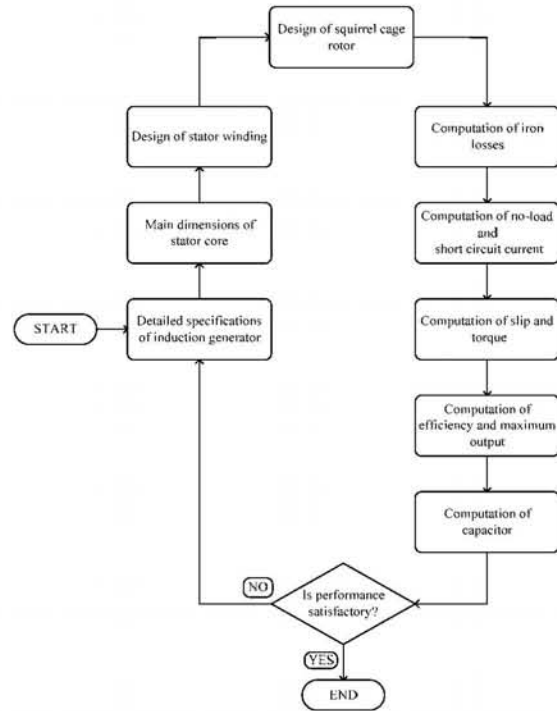 START
Detailed specifications
of induction generator
Main dimensions of
stator core
Design of stator winding
Design of squirrel cage
rotor
Computation of iron
losses
Computation of no-load
and
short circuit current
Computation of slip and
torque
Computation of
efficiency and maximum
output
Computation of
capacitor
Is performance
satisfactory?
NO
YES
END